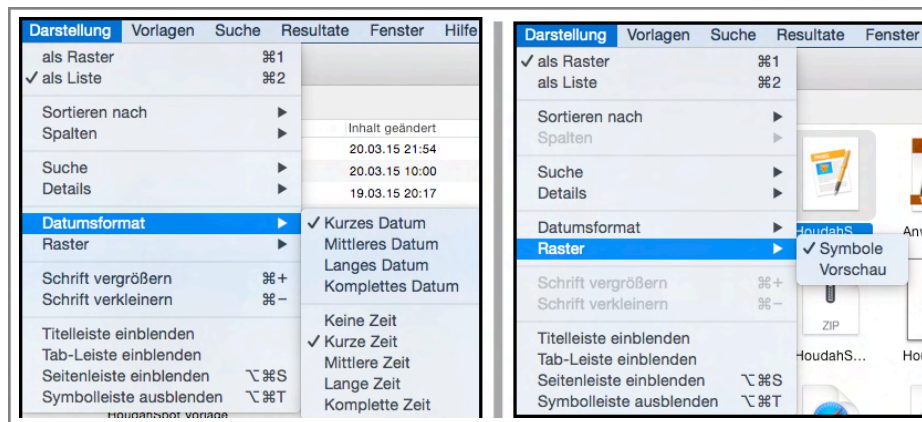 Darstellung Vorlagen Suche Resultate Fenster Hilfe
als Raster ⌘1
✓ als Liste ⌘2
Sortieren nach ▶
Spalten ▶
Suche ▶
Details ▶
Datumsformat ▶
Raster ▶
Schrift vergrößern ⌘+
Schrift verkleinern ⌘−
Titelleiste einblenden
Tab-Leiste einblenden
Seitenleiste einblenden ⌥⌘S
Symbolleiste ausblenden ⌥⌘T
HoudahSpot Vorlage
Inhalt geändert
20.03.15 21:54
20.03.15 10:00
19.03.15 20:17
✓ Kurzes Datum
Mittleres Datum
Langes Datum
Komplettes Datum
Keine Zeit
✓ Kurze Zeit
Mittlere Zeit
Lange Zeit
Komplette Zeit
Darstellung Vorlagen Suche Resultate Fenster
✓ als Raster ⌘1
als Liste ⌘2
Sortieren nach ▶
Spalten ▶
Suche ▶
Details ▶
Datumsformat ▶
Raster ▶
Schrift vergrößern ⌘+
Schrift verkleinern ⌘−
Titelleiste einblenden
Tab-Leiste einblenden
Seitenleiste einblenden ⌥⌘S
Symbolleiste ausblenden ⌥⌘T
✓ Symbole
Vorschau
ZIP
HoudahS...